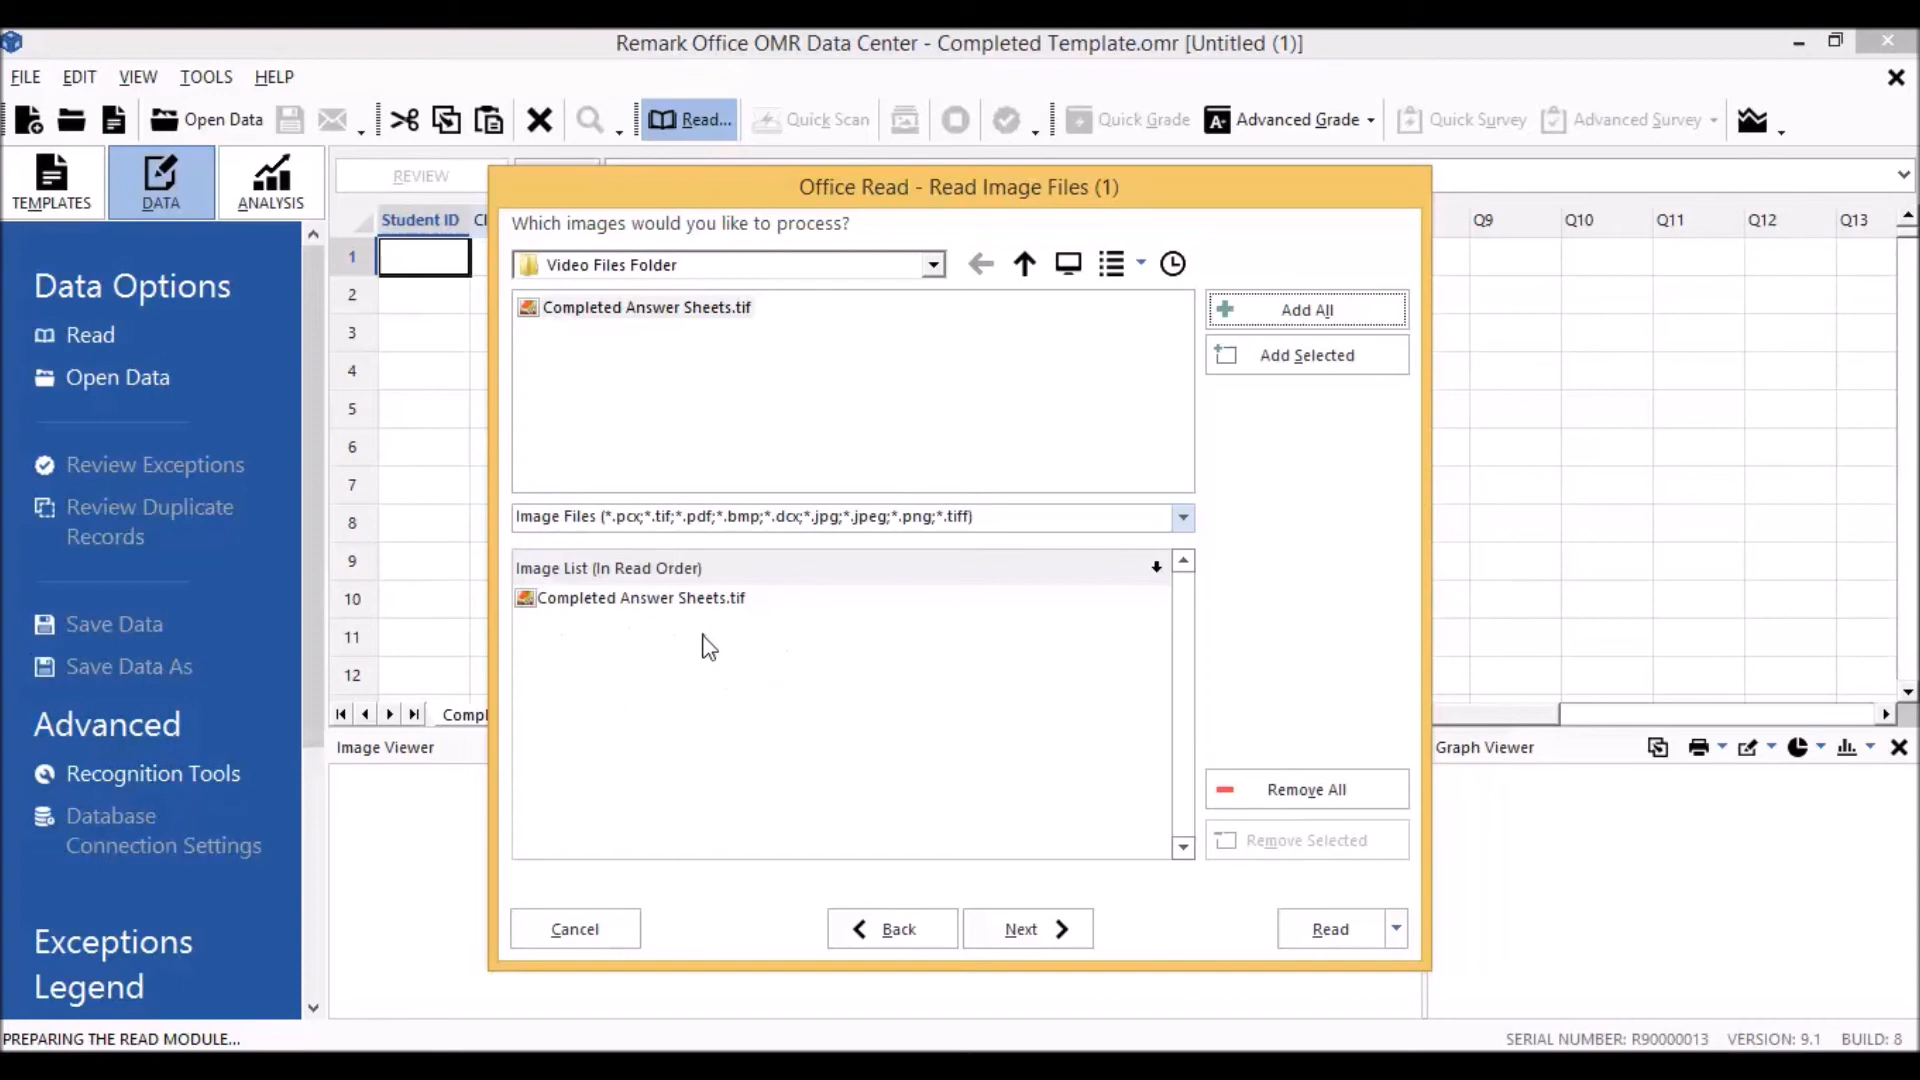 Remark Office OMR Data Center - Completed Template.omr [Untitled (1)]
FILE EDIT VIEW TOOLS HELP
Open Data Read... Quick Scan Quick Grade A+ Advanced Grade Quick Survey Advanced Survey
TEMPLATES DATA ANALYSIS
REVIEW
Office Read - Read Image Files (1)
Which images would you like to process?
Student ID Cl Q9 Q10 Q11 Q12 Q13
1
2
3
4
5
6
7
8
9
10
11
12
Data Options
Read
Open Data
Review Exceptions
Review Duplicate
Records
Save Data
Save Data As
Advanced
Recognition Tools
Database
Connection Settings
Exceptions
Legend
Video Files Folder
Completed Answer Sheets.tif
Add All
Add Selected
Image Files (*.pcx;*.tif;*.pdf;*.bmp;*.dcx;*.jpg;*.jpeg;*.png;*.tiff)
Image List (In Read Order)
Completed Answer Sheets.tif
Remove All
Remove Selected
Cancel Back Next Read
Compl
Image Viewer
Graph Viewer
PREPARING THE READ MODULE... SERIAL NUMBER: R90000013 VERSION: 9.1 BUILD: 8